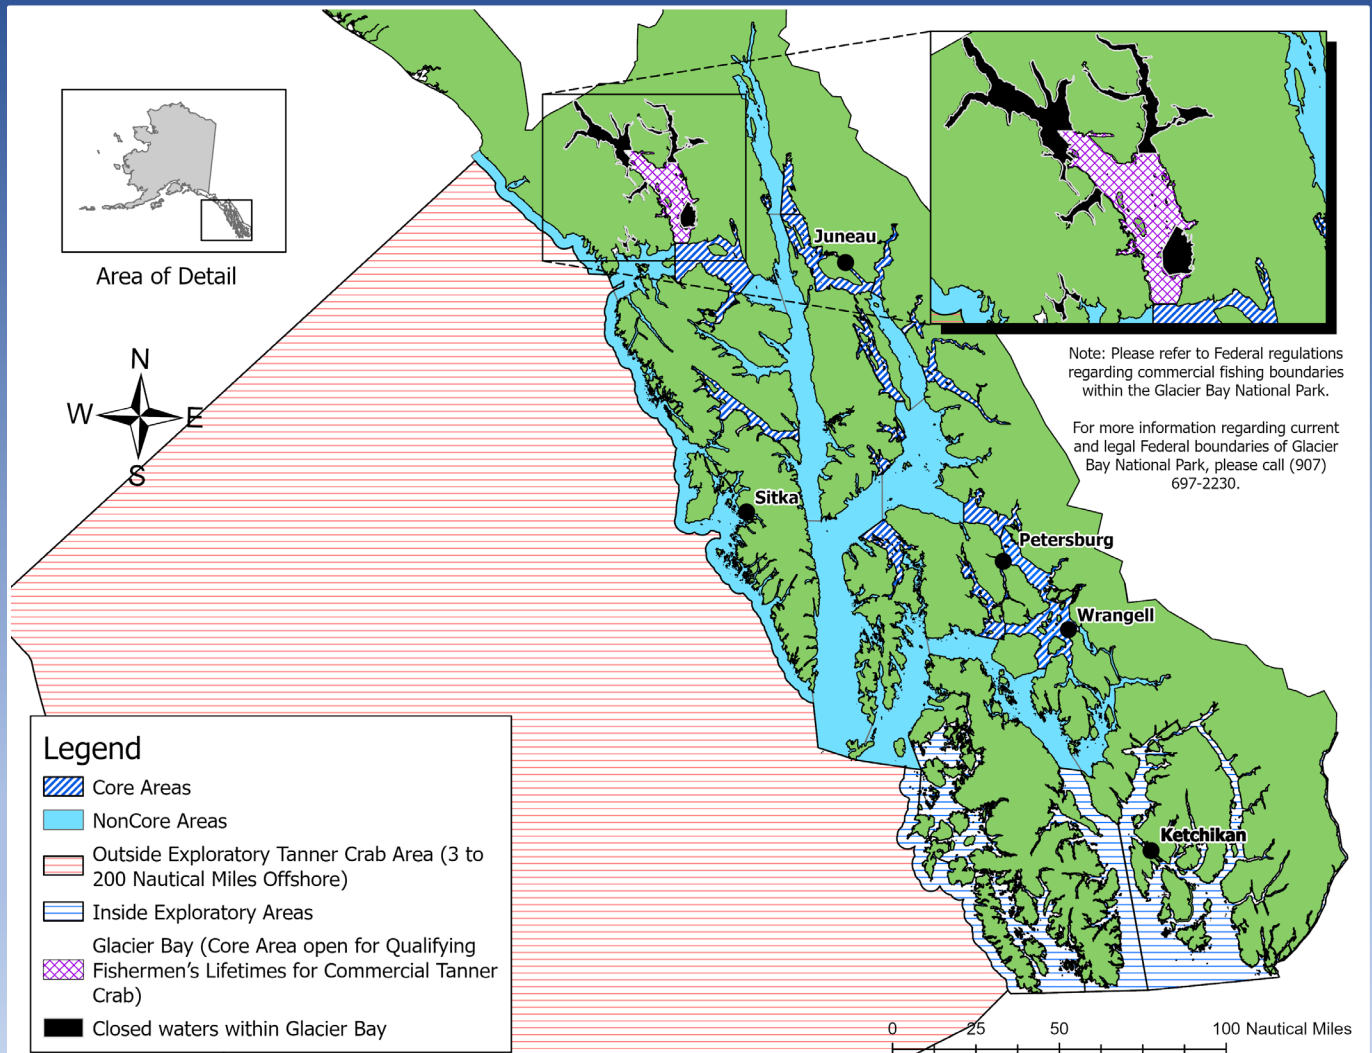 Area of Detail
N
W
E
S
Juneau
Sitka
Petersburg
Wrangell
Ketchikan
Note: Please refer to Federal regulations
regarding commercial fishing boundaries
within the Glacier Bay National Park.
For more information regarding current
and legal Federal boundaries of Glacier
Bay National Park, please call (907)
697-2230.
Legend
Core Areas
NonCore Areas
Outside Exploratory Tanner Crab Area (3 to
200 Nautical Miles Offshore)
Inside Exploratory Areas
Glacier Bay (Core Area open for Qualifying
Fishermen’s Lifetimes for Commercial Tanner
Crab)
Closed waters within Glacier Bay
0 25 50 100 Nautical Miles